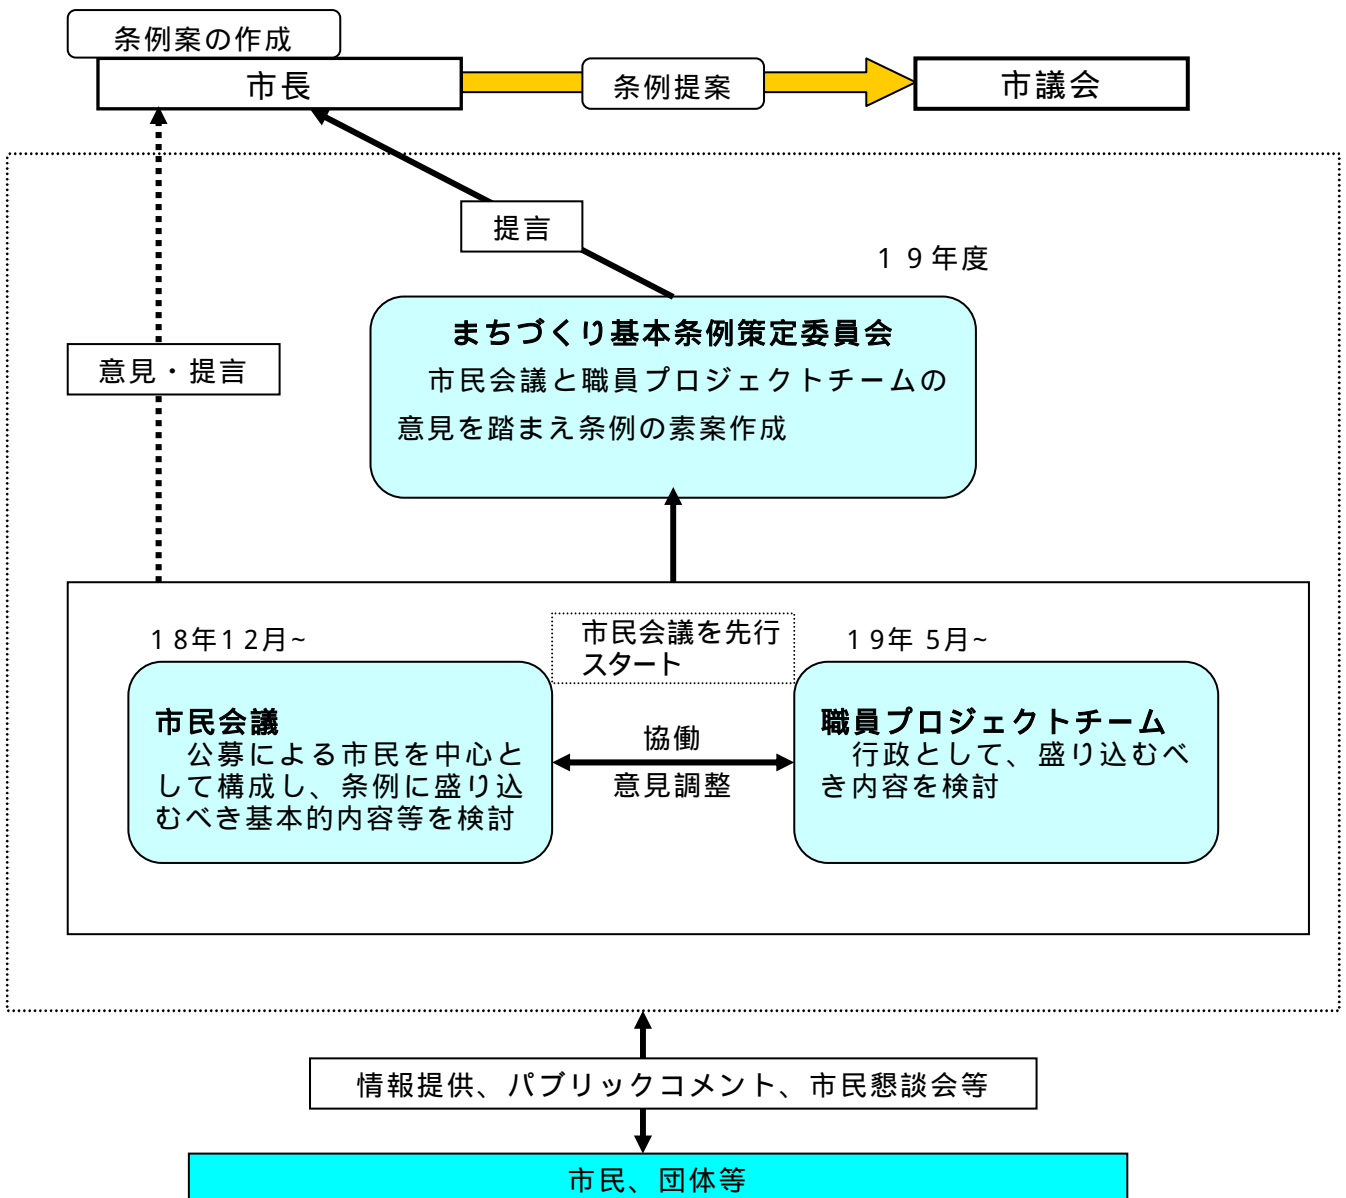 条例案の作成
市長
条例提案
市議会
提言
19年度
まちづくり基本条例策定委員会
市民会議と職員プロジェクトチームの
意見を踏まえ条例の素案作成
意見・提言
18年12月~
市民会議を先行
スタート
19年5月~
市民会議
公募による市民を中心と
して構成し、条例に盛り込
むべき基本的内容等を検討
協働
意見調整
職員プロジェクトチーム
行政として、盛り込むべ
き内容を検討
情報提供、パブリックコメント、市民懇談会等
市民、団体等